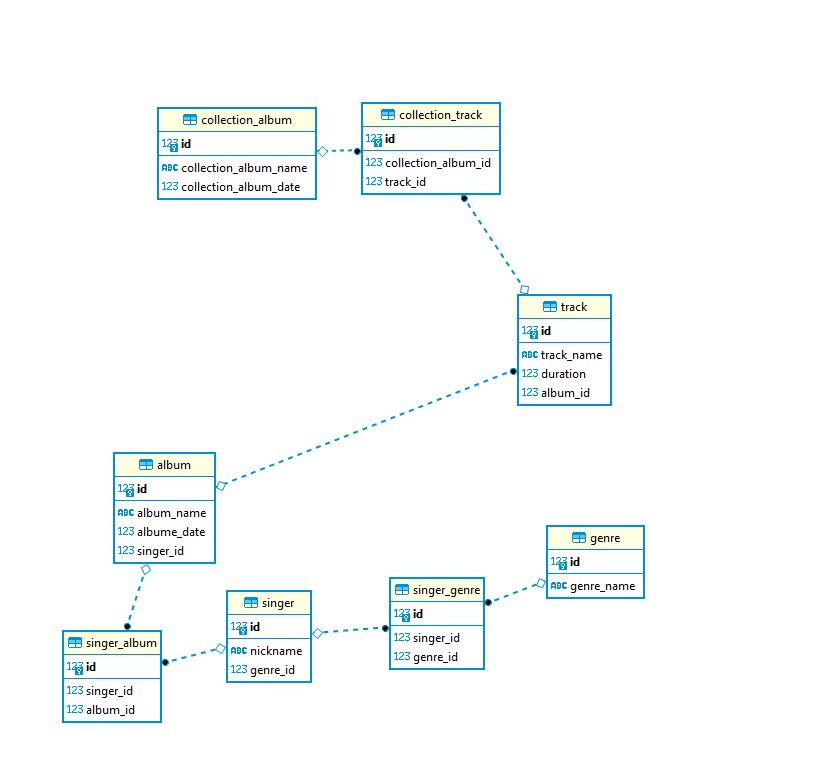 collection_album
123 id
ABC collection_album_name
123 collection_album_date
collection_track
123 id
123 collection_album_id
123 track_id
track
123 id
ABC track_name
123 duration
123 album_id
album
123 id
ABC album_name
123 albume_date
123 singer_id
genre
123 id
ABC genre_name
singer_genre
123 id
123 singer_id
123 genre_id
singer
123 id
ABC nickname
123 genre_id
singer_album
123 id
123 singer_id
123 album_id